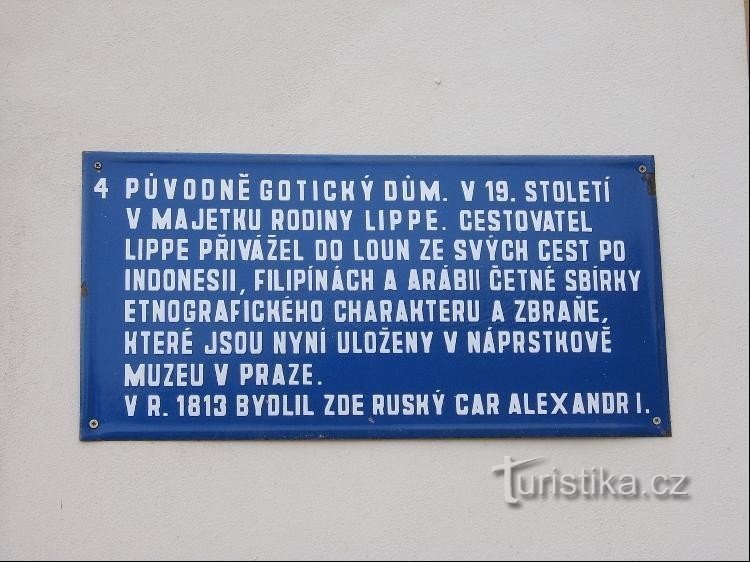 4 PŮVODNĚ GOTICKÝ DŮM. V 19. STOLETÍ
V MAJETKU RODINY LIPPE. CESTOVATEL
LIPPE PŘIVÁŽEL DO LOUN ZE SVÝCH CEST PO
INDONESII, FILIPÍNÁCH A ARÁBII ČETNÉ SBÍRKY
ETNOGRAFICKÉHO CHARAKTERU A ZBRAŇE,
KTERÉ JSOU NYNÍ ULOŽENY V NÁPRSTKOVĚ
MUZEU V PRAZE.
V R. 1813 BYDLIL ZDE RUSKÝ CAR ALEXANDR I.
Turistika.cz